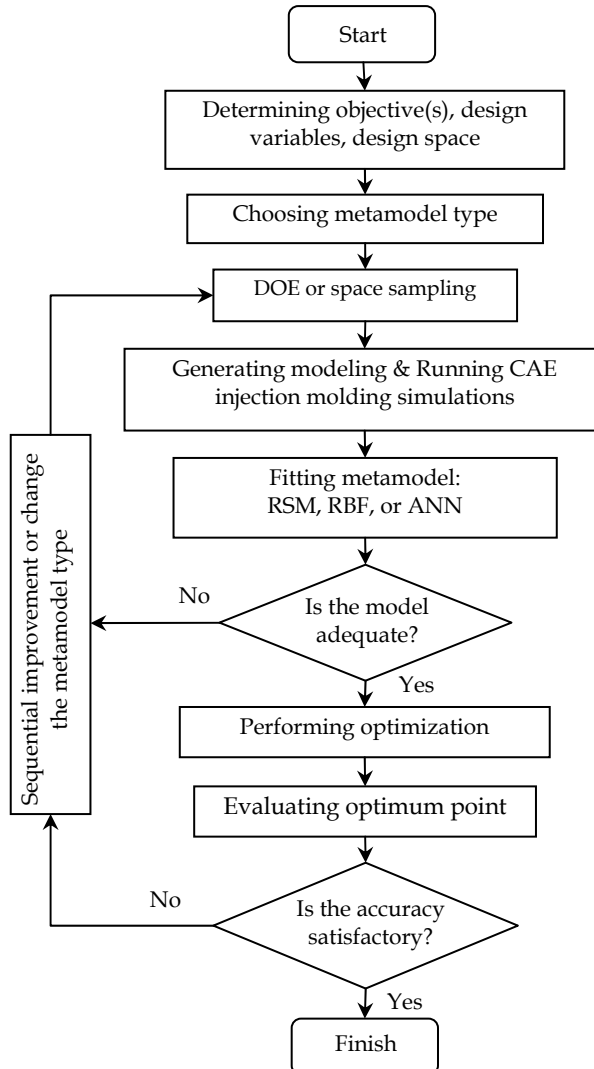 Start
Determining objective(s), design
variables, design space
Choosing metamodel type
DOE or space sampling
Generating modeling & Running CAE
injection molding simulations
Fitting metamodel:
RSM, RBF, or ANN
Sequential improvement or change
the metamodel type
No
Is the model
adequate?
Yes
Performing optimization
Evaluating optimum point
No
Is the accuracy
satisfactory?
Yes
Finish